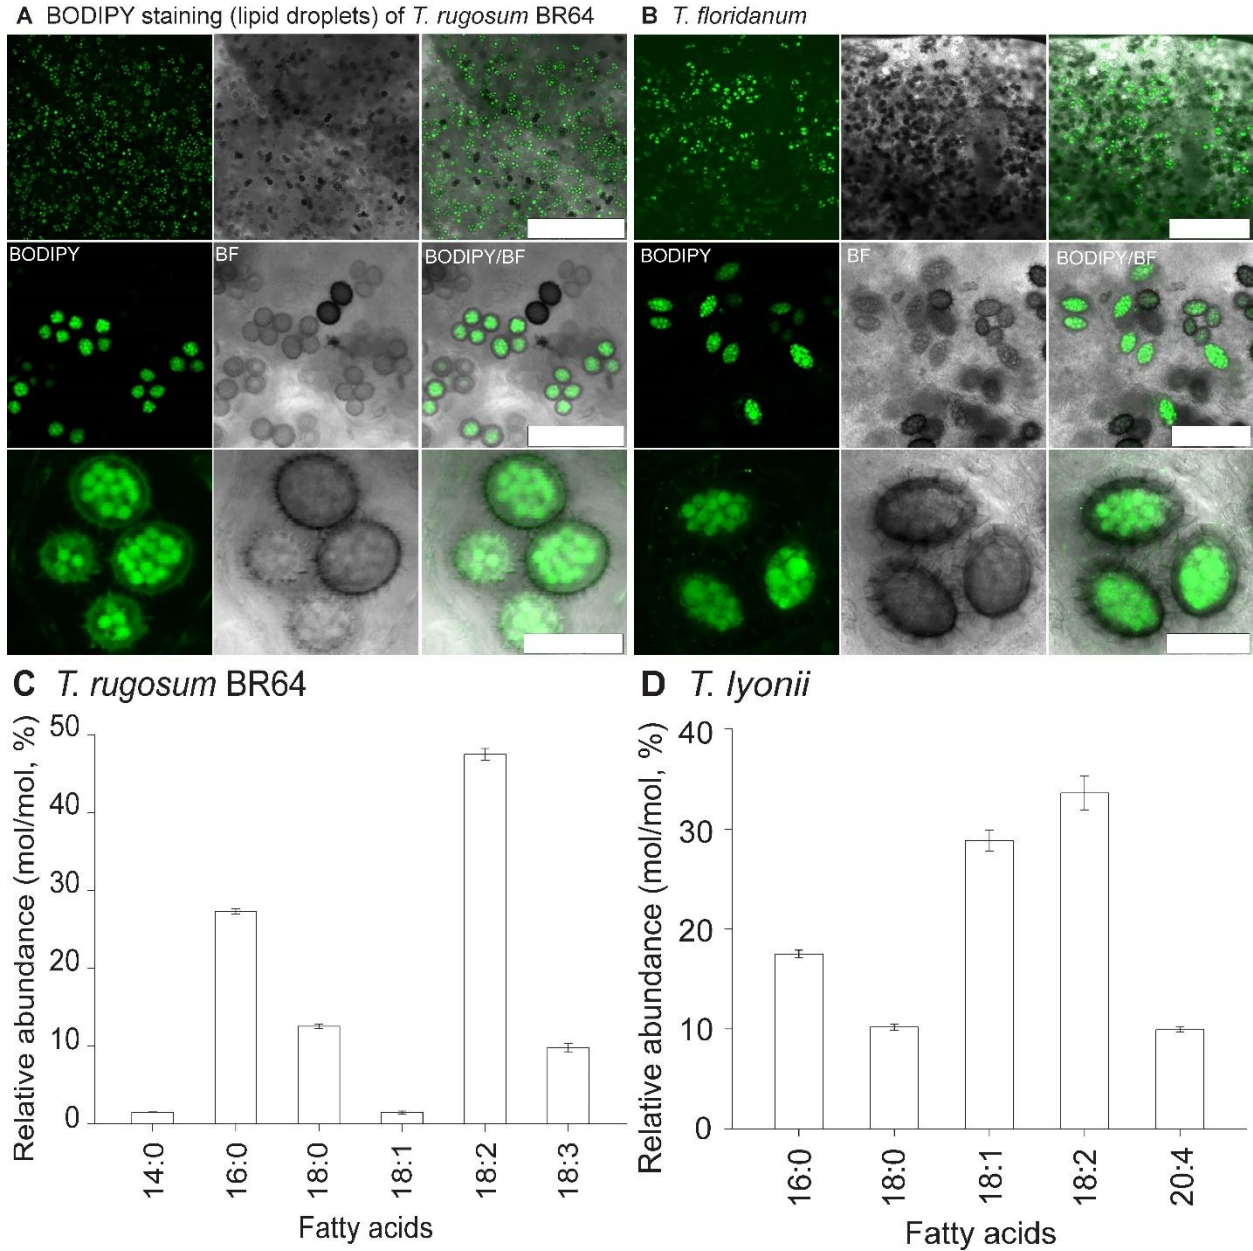 A BODIPY staining (lipid droplets) of T. rugosum BR64
B T. floridanum
BODIPY
BF
BODIPY/BF
BODIPY
BF
BODIPY/BF
C T. rugosum BR64
Relative abundance (mol/mol, %)
50
40
30
20
10
0
14:0
16:0
18:0
18:1
18:2
18:3
Fatty acids
D T. lyonii
Relative abundance (mol/mol, %)
40
30
20
10
0
16:0
18:0
18:1
18:2
20:4
Fatty acids